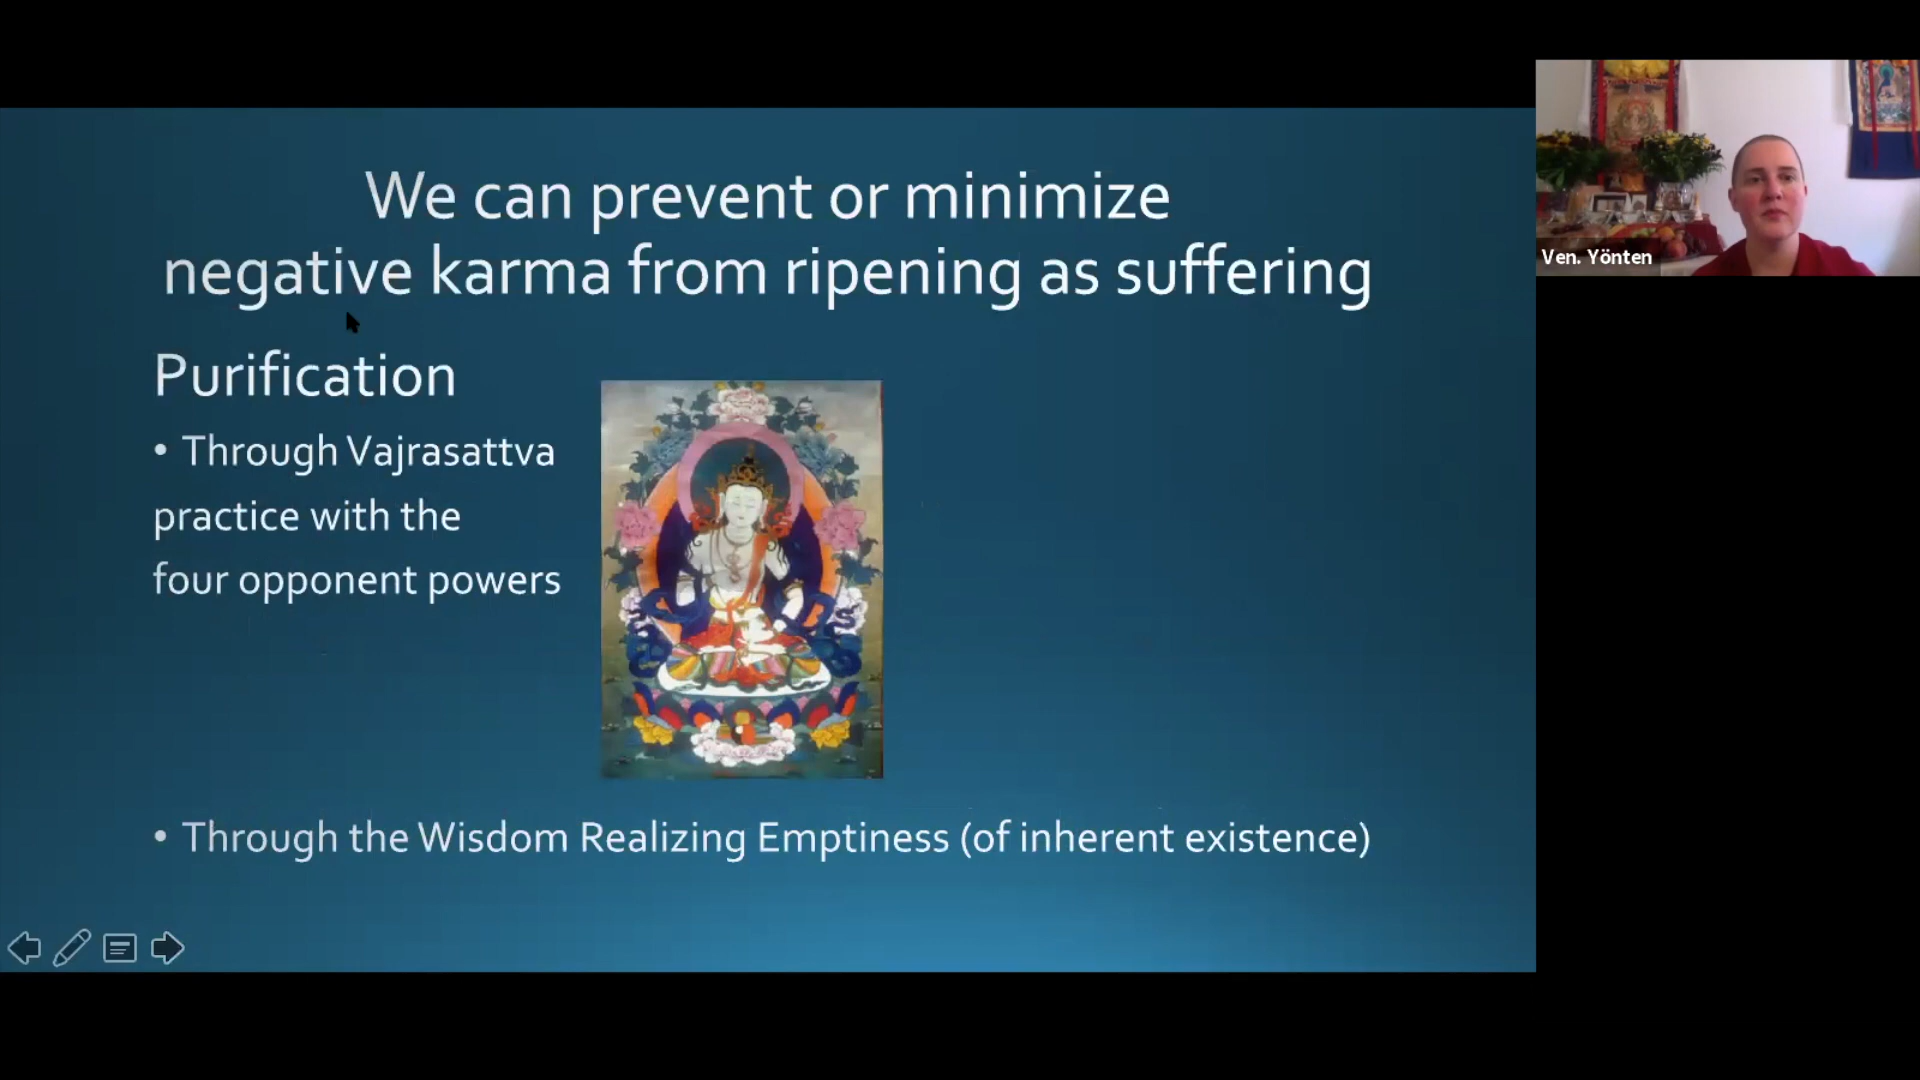 We can prevent or minimize
negative karma from ripening as suffering
Purification
• Through Vajrasattva
practice with the
four opponent powers
• Through the Wisdom Realizing Emptiness (of inherent existence)
Ven. Yönten